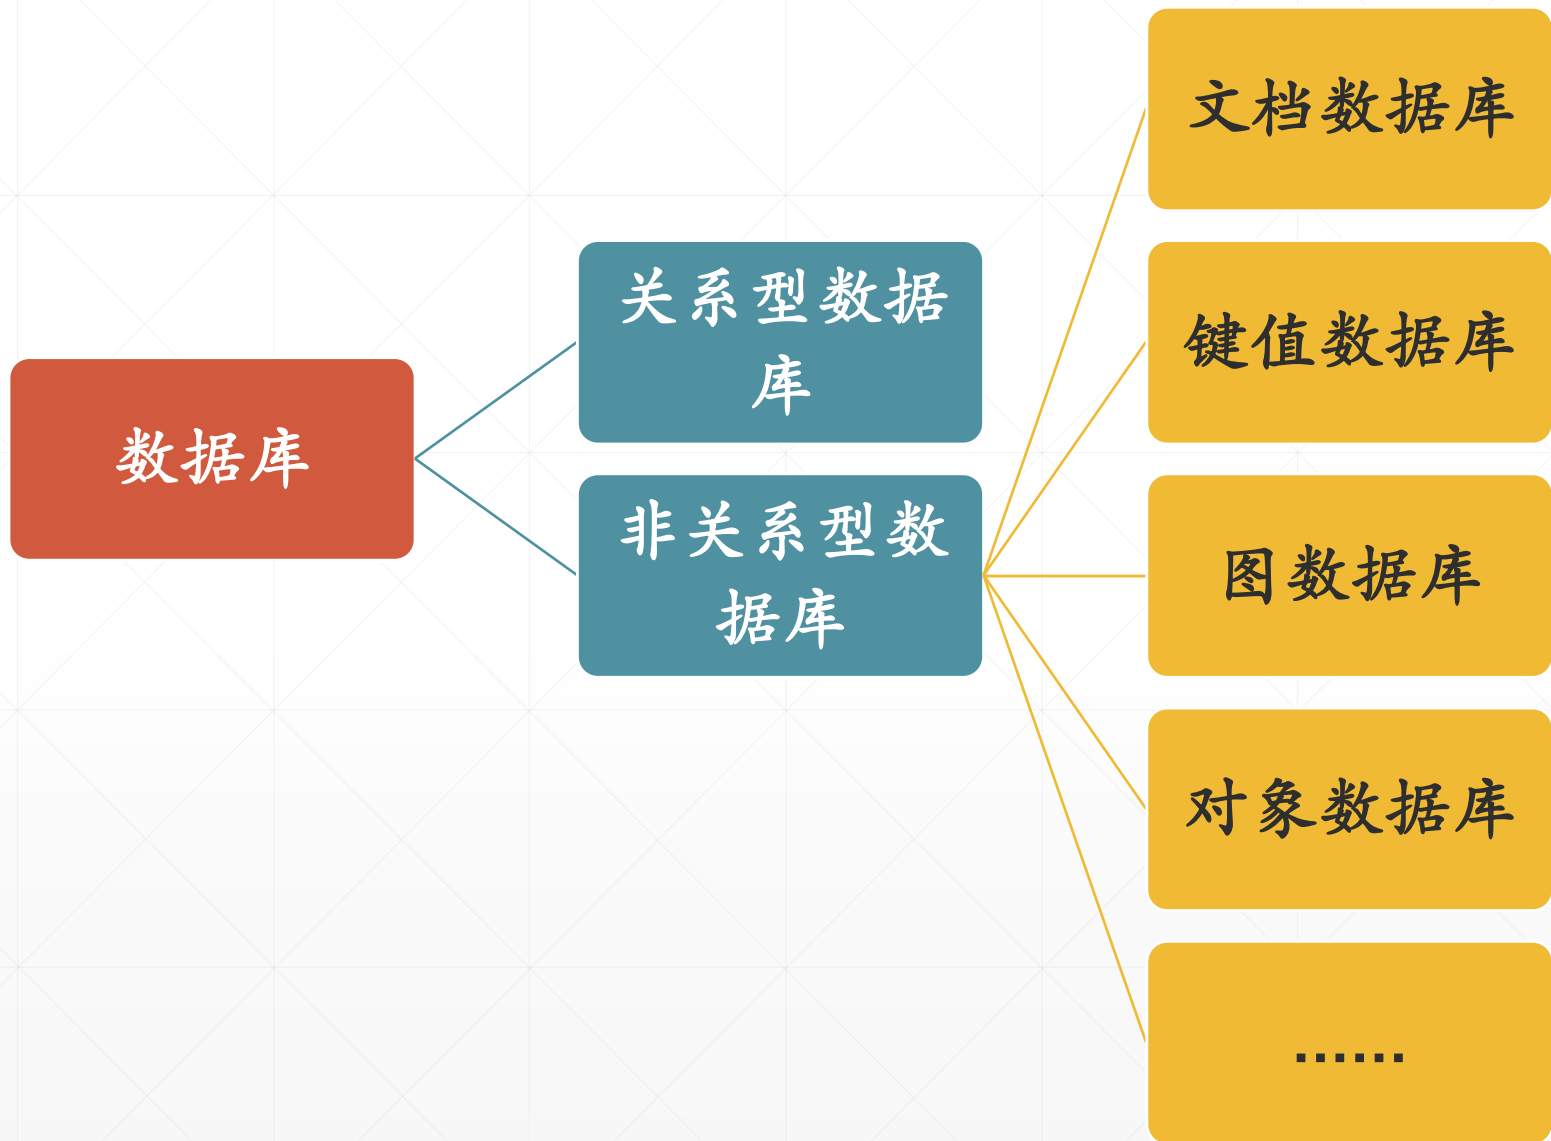 数据库
关系型数据
库
非关系型数
据库
文档数据库
键值数据库
图数据库
对象数据库
......